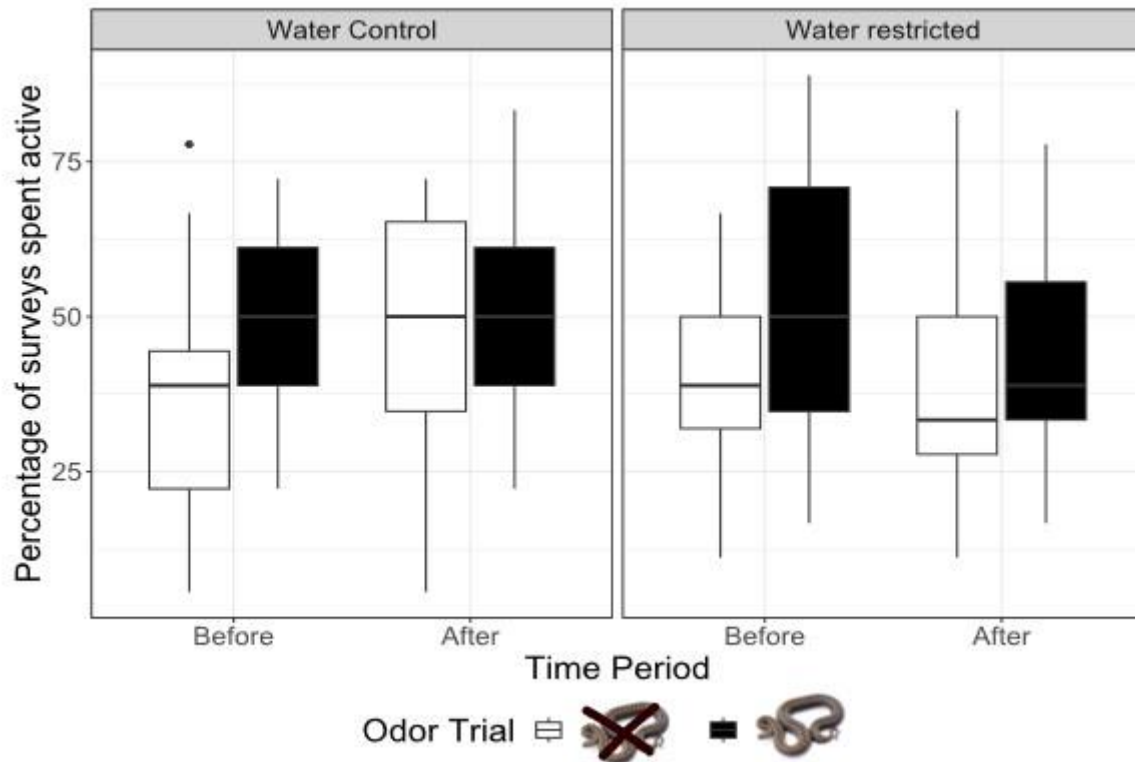 Water Control
Water restricted
Percentage of surveys spent active
75
50
25
Before
After
Before
After
Time Period
Odor Trial